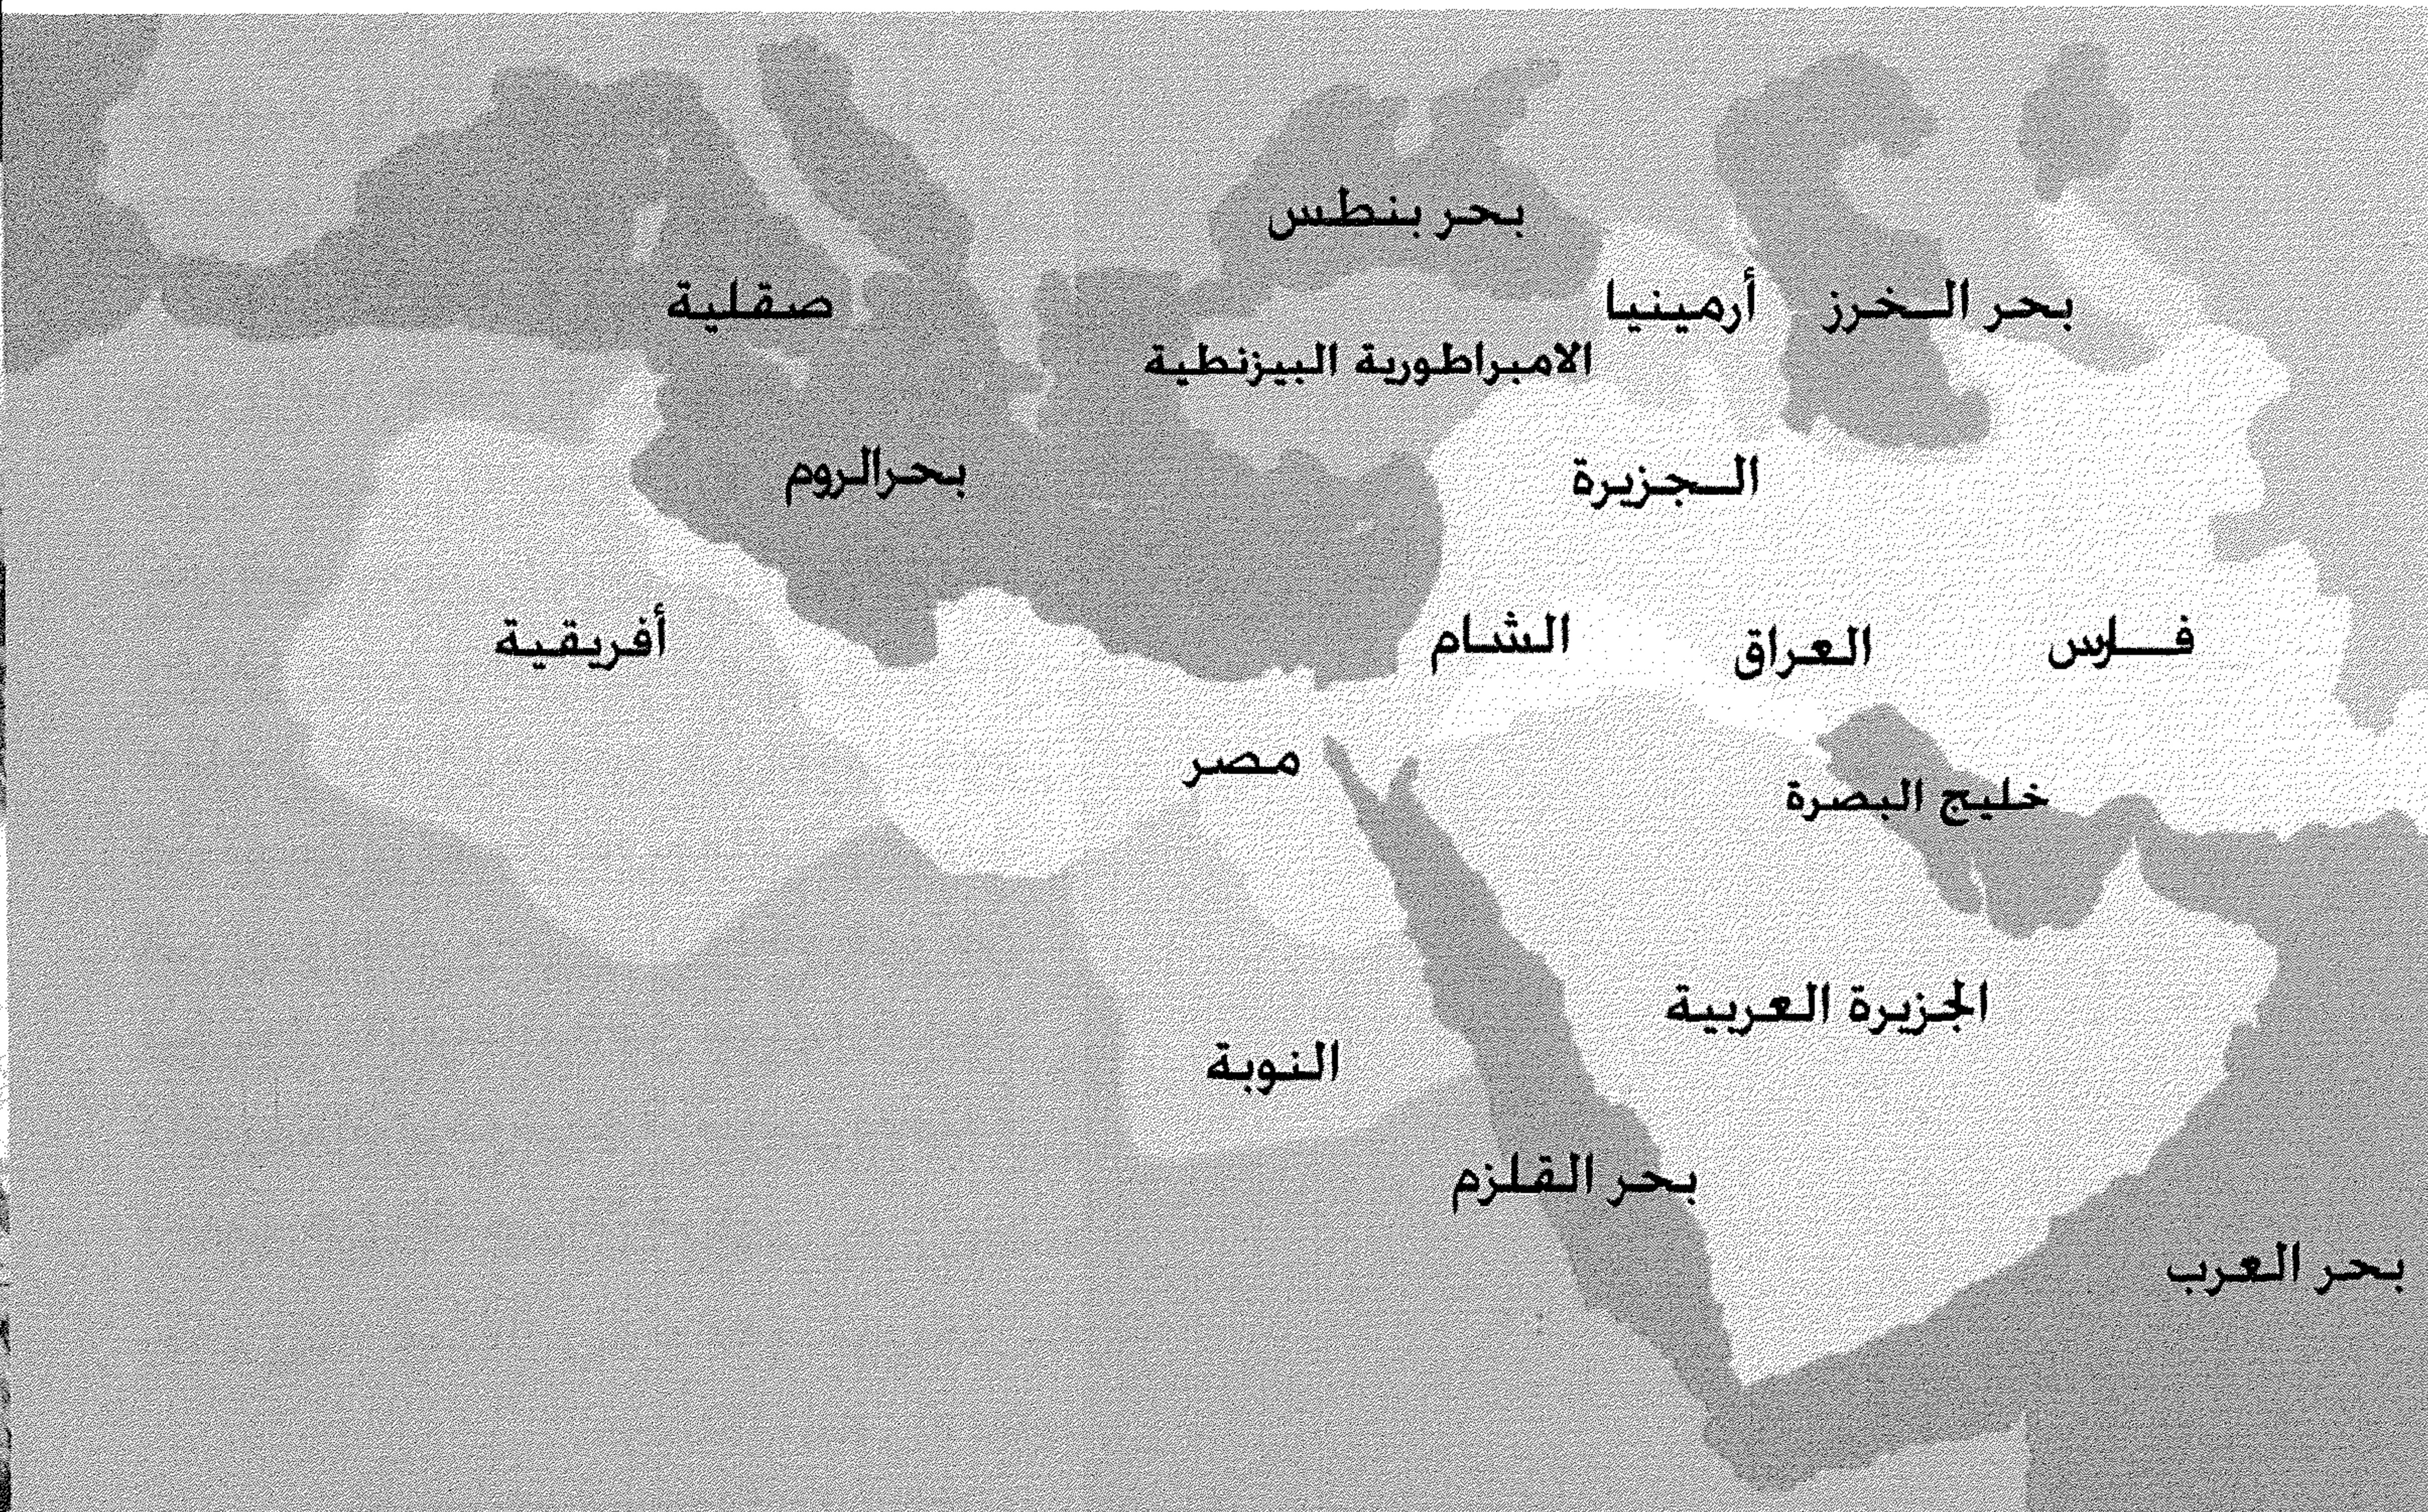 بحر بنطس
بحر الخرز
أرمينيا
صقلية
الامبراطورية البيزنطية
الجزيرة
بحرالروم
فارس
العراق
الشام
أفريقية
مصر
خليج البصرة
الجزيرة العربية
النوبة
بحر القلزم
بحر العرب